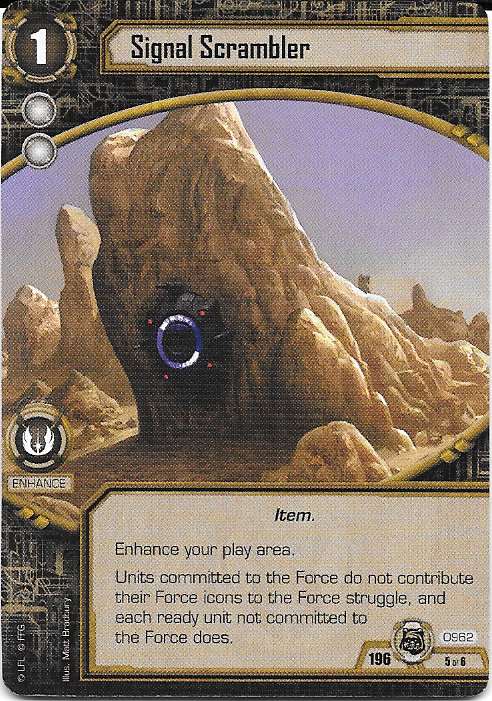 1
Signal Scrambler
ENHANCE
Item.
Enhance your play area.
Units committed to the Force do not contribute
their Force icons to the Force struggle, and
each ready unit not committed to
the Force does.
© LFL © FFG
Illus. Matt Bradbury
0962
196
5 OF 6